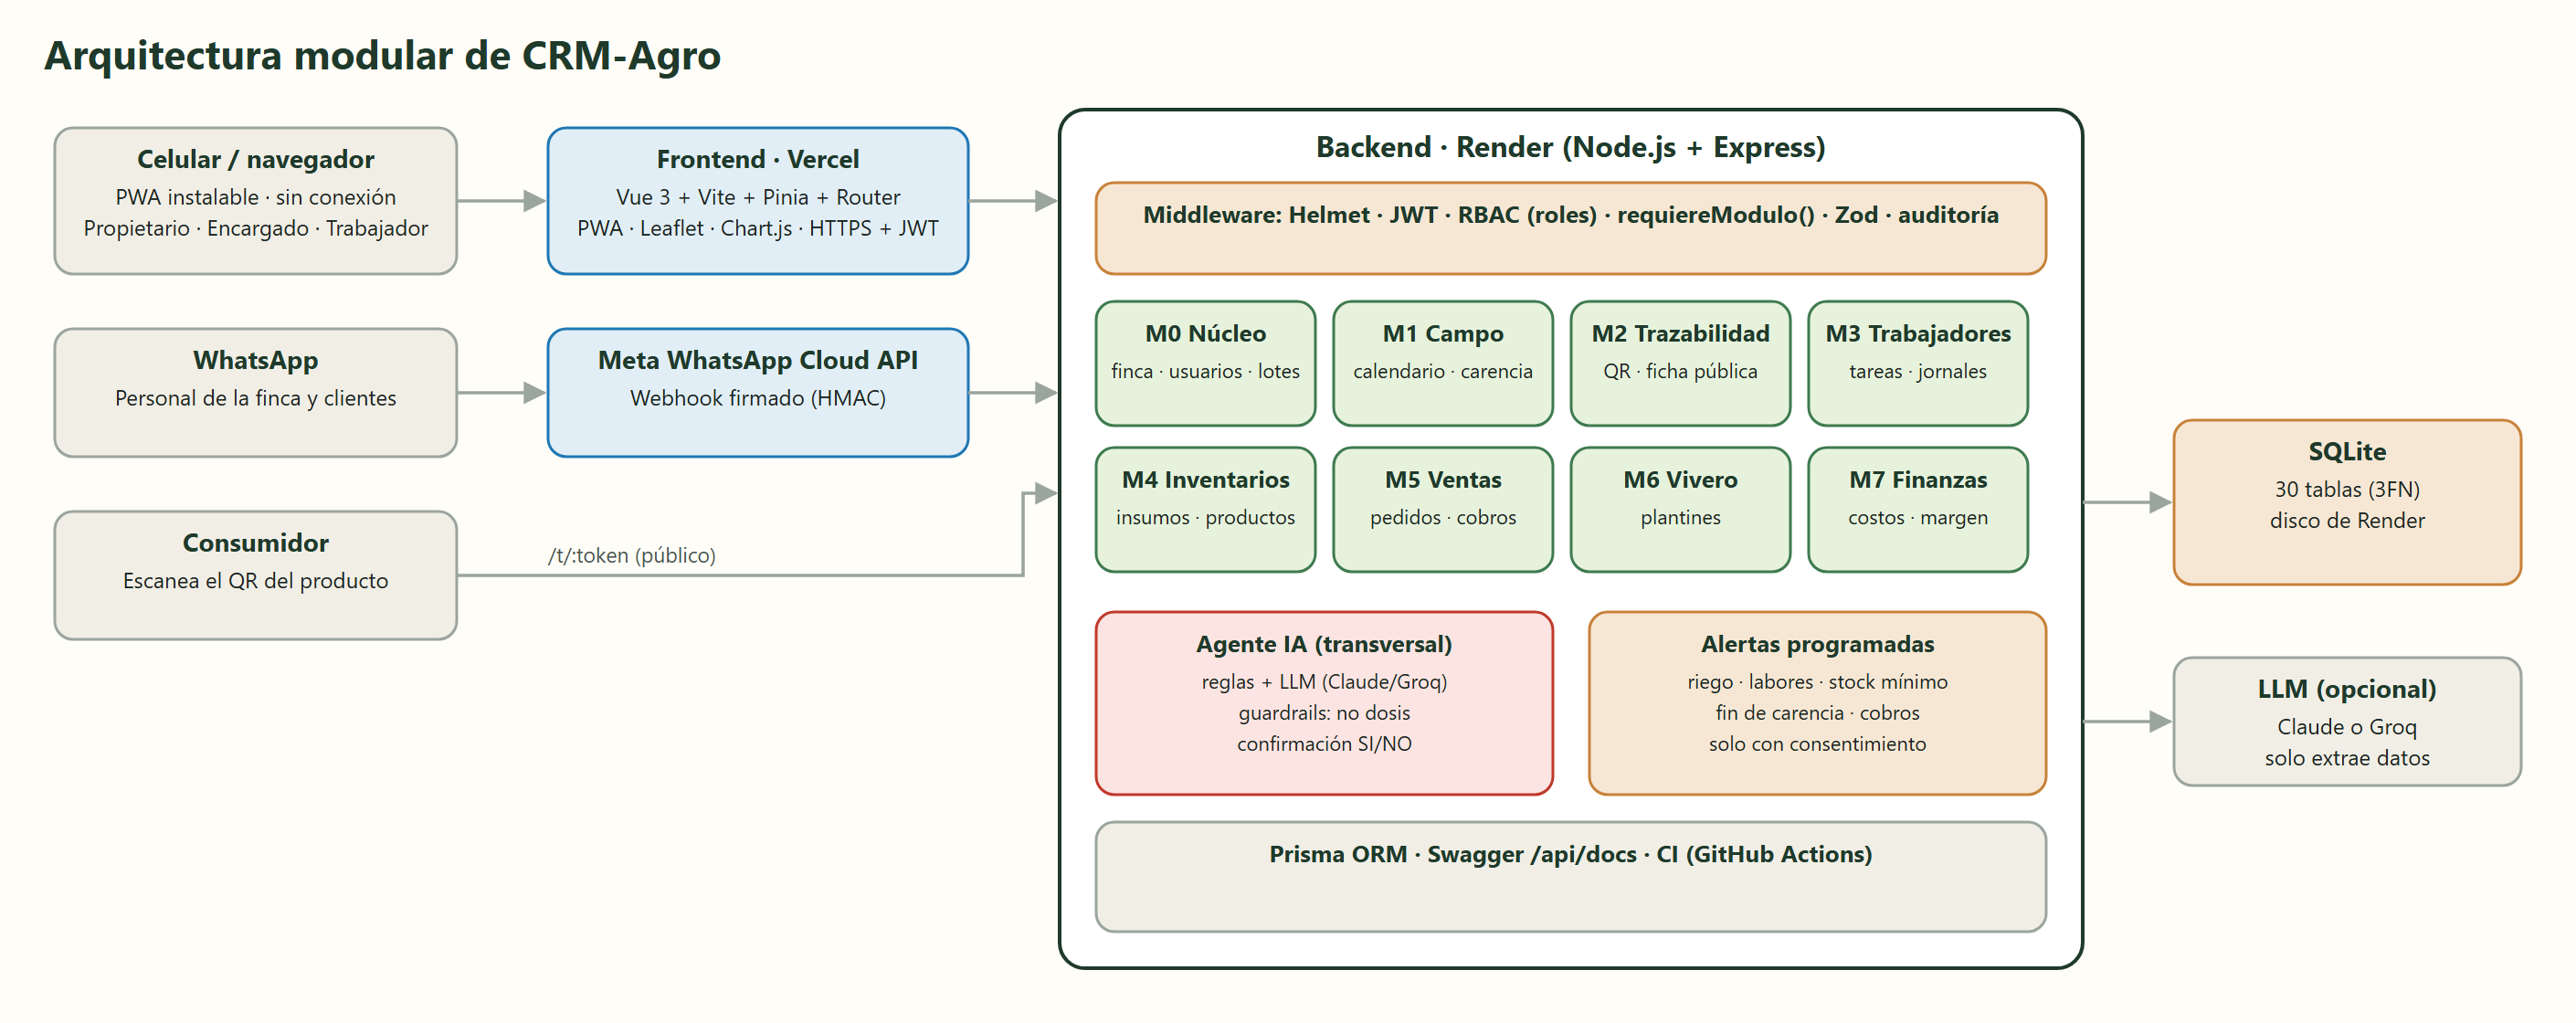 Arquitectura modular de CRM-Agro
Celular / navegador
PWA instalable · sin conexión
Propietario · Encargado · Trabajador
Frontend · Vercel
Vue 3 + Vite + Pinia + Router
PWA · Leaflet · Chart.js · HTTPS + JWT
WhatsApp
Personal de la finca y clientes
Meta WhatsApp Cloud API
Webhook firmado (HMAC)
Consumidor
Escanea el QR del producto
/t/:token (público)
Backend · Render (Node.js + Express)
Middleware: Helmet · JWT · RBAC (roles) · requiereModulo() · Zod · auditoría
M0 Núcleo
finca · usuarios · lotes
M1 Campo
calendario · carencia
M2 Trazabilidad
QR · ficha pública
M3 Trabajadores
tareas · jornales
M4 Inventarios
insumos · productos
M5 Ventas
pedidos · cobros
M6 Vivero
plantines
M7 Finanzas
costos · margen
Agente IA (transversal)
reglas + LLM (Claude/Groq)
guardrails: no dosis
confirmación SI/NO
Alertas programadas
riego · labores · stock mínimo
fin de carencia · cobros
solo con consentimiento
Prisma ORM · Swagger /api/docs · CI (GitHub Actions)
SQLite
30 tablas (3FN)
disco de Render
LLM (opcional)
Claude o Groq
solo extrae datos